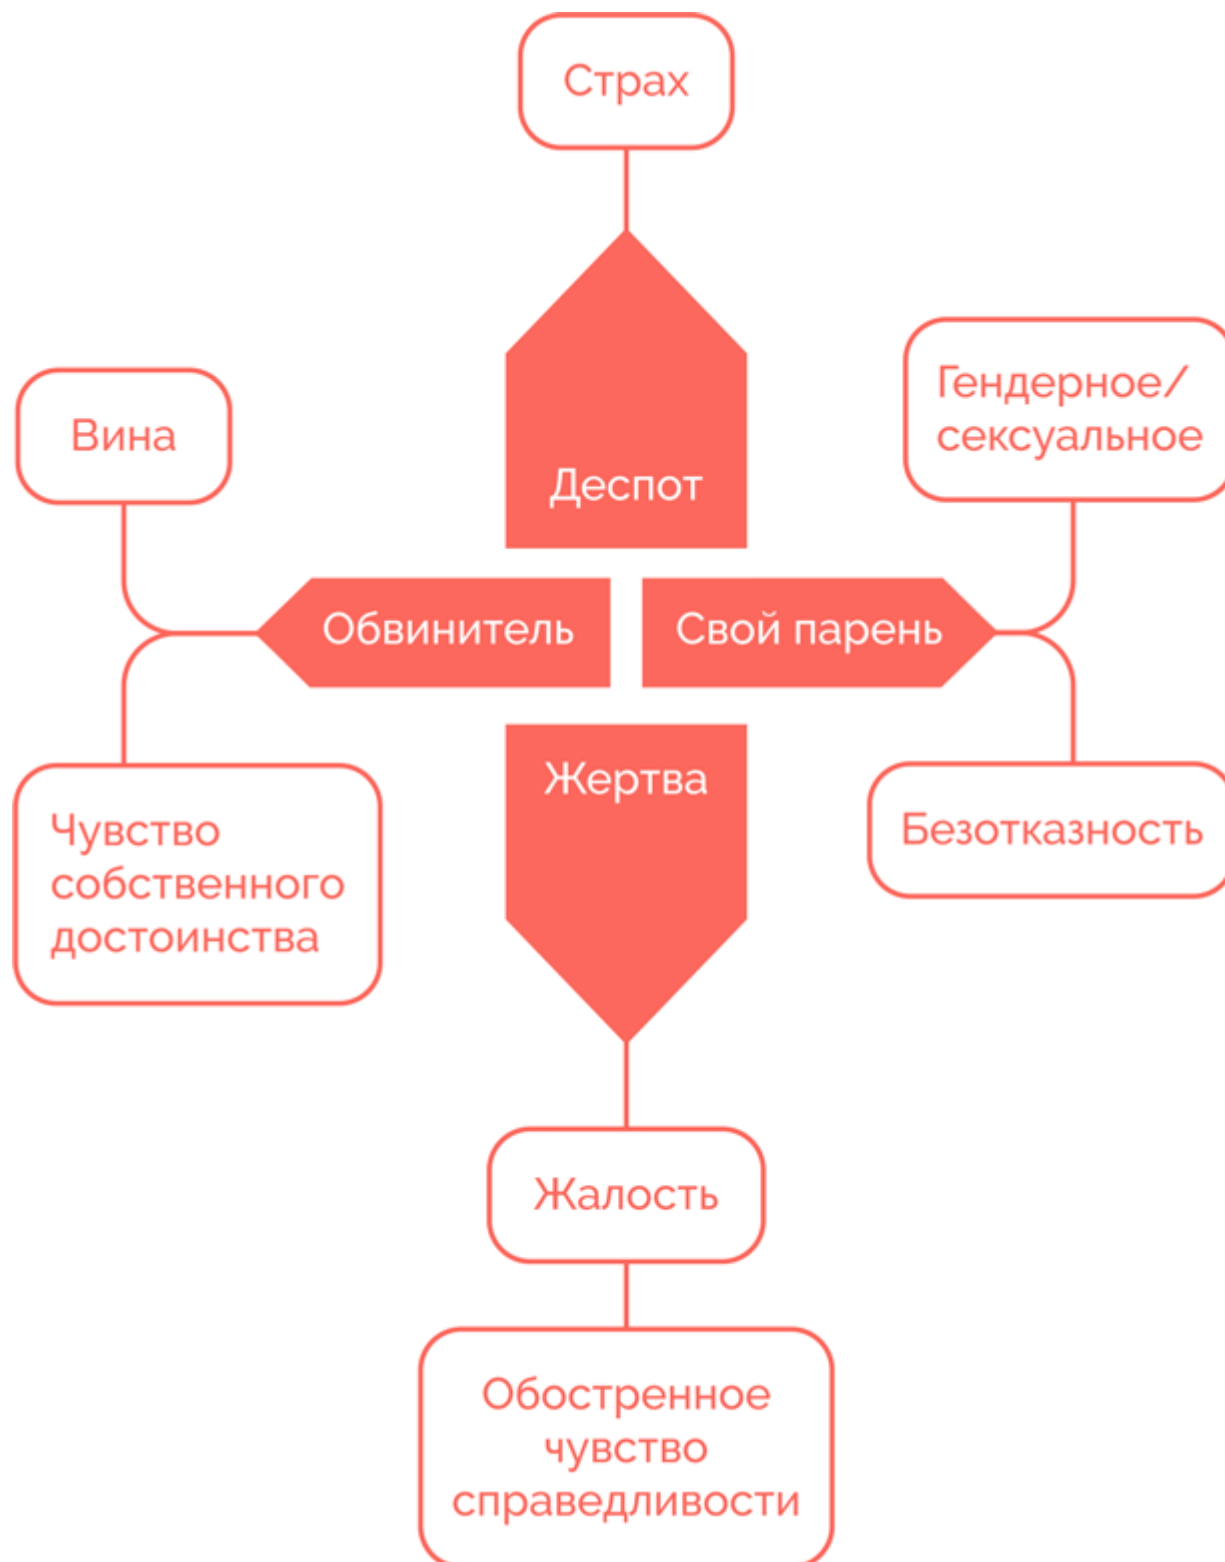 Страх
Гендерное/
сексуальное
Вина
Деспот
Обвинитель
Свой парень
Жертва
Чувство
собственного
достоинства
Безотказность
Жалость
Обостренное
чувство
справедливости